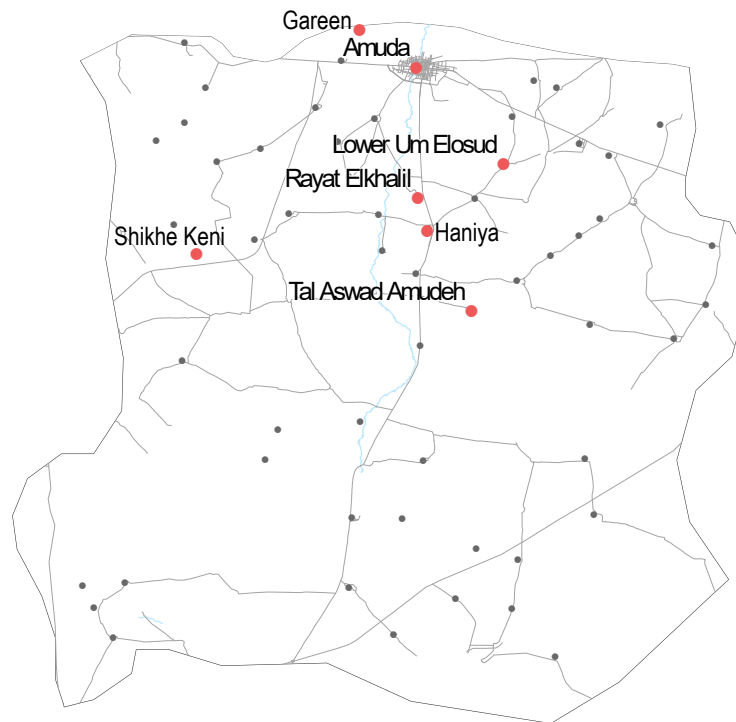 Gareen
Amuda
Lower Um Elosud
Rayat Elkhalil
Shikhe Keni
Haniya
Tal Aswad Amudeh